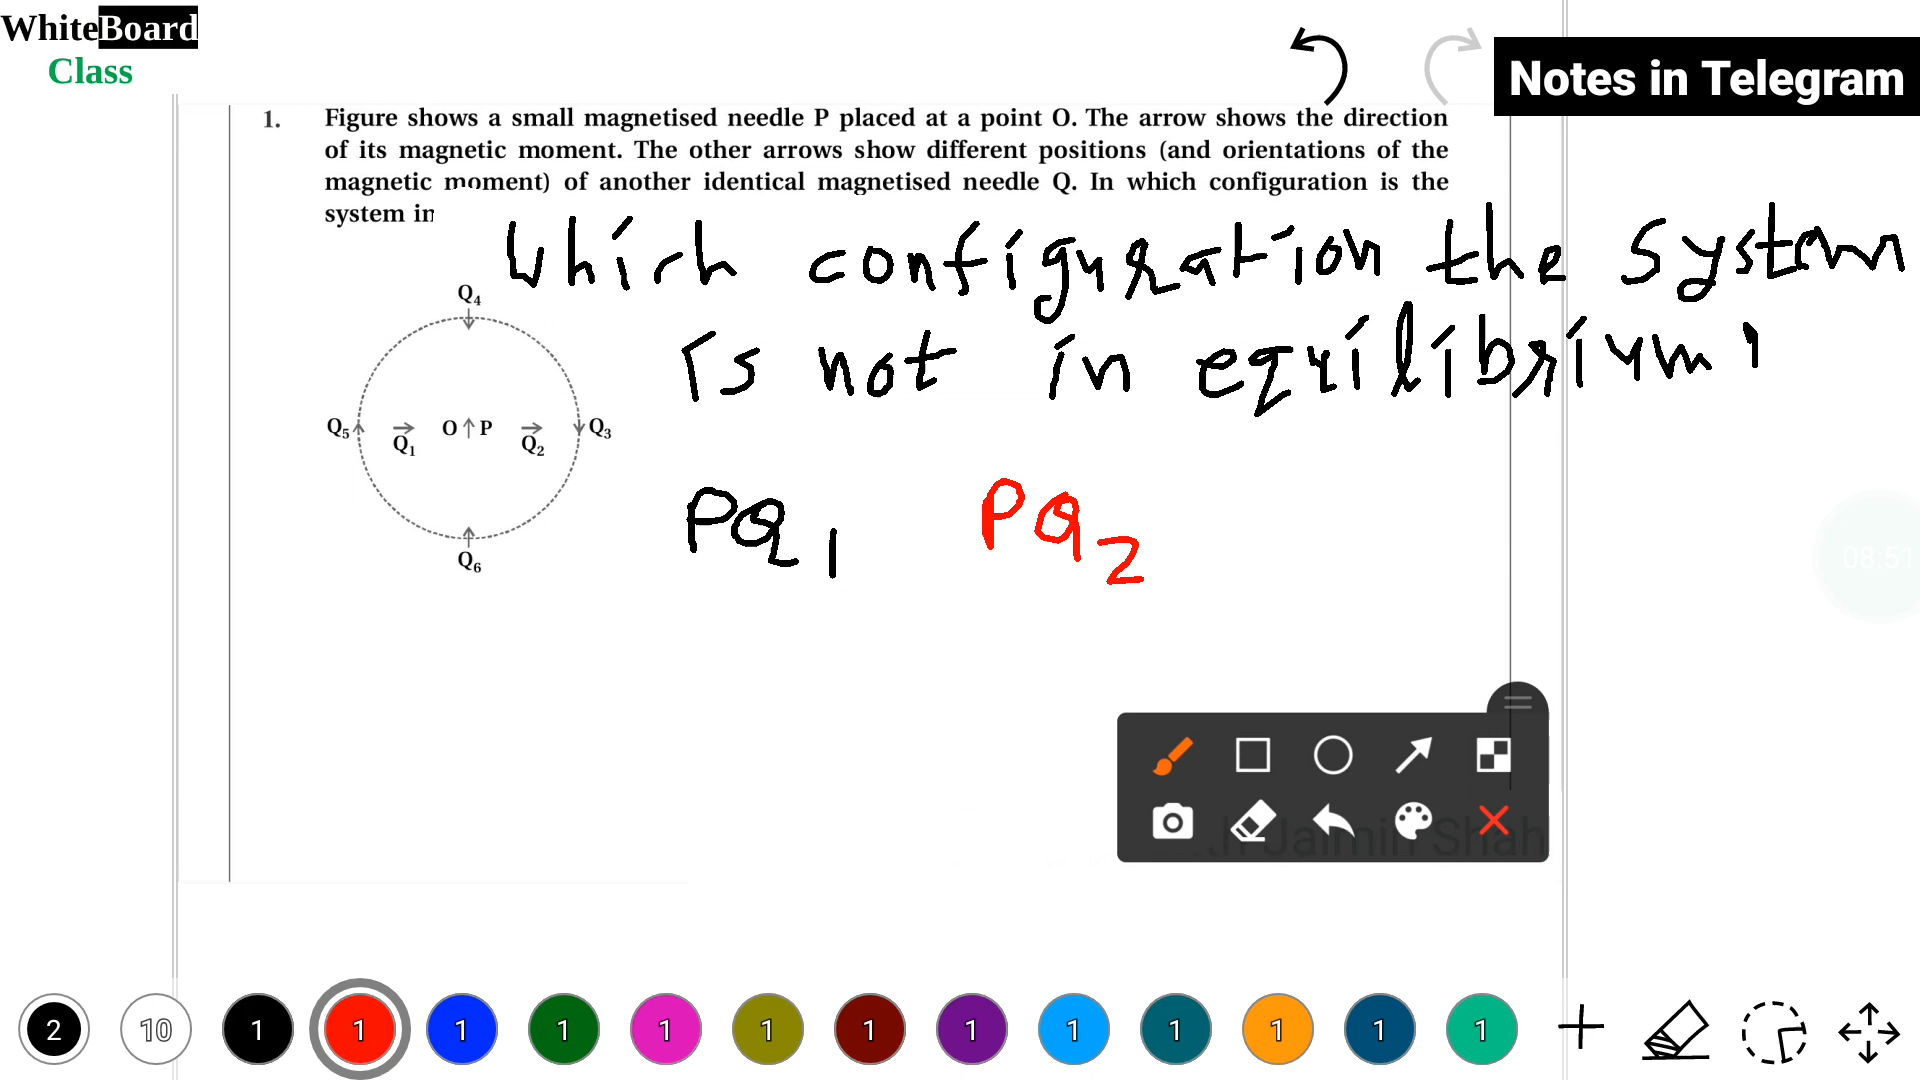 WhiteBoard
Class
Notes in Telegram
1. Figure shows a small magnetised needle P placed at a point O. The arrow shows the direction
of its magnetic moment. The other arrows show different positions (and orientations of the
magnetic moment) of another identical magnetised needle Q. In which configuration is the
system in
which configuration the system
is not in equilibrium,
Q4
Q5 Q1 O P Q2 Q3
Q6
PQ1 PQ2
08:51
Jaimin Shah
2 10 1 1 1 1 1 1 1 1 1 1 1 1 1